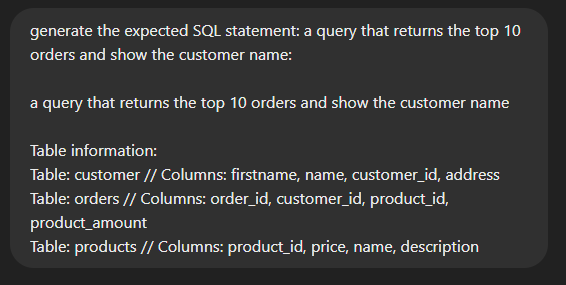 generate the expected SQL statement: a query that returns the top 10
orders and show the customer name:
a query that returns the top 10 orders and show the customer name
Table information:
Table: customer // Columns: firstname, name, customer_id, address
Table: orders // Columns: order_id, customer_id, product_id,
product_amount
Table: products // Columns: product_id, price, name, description